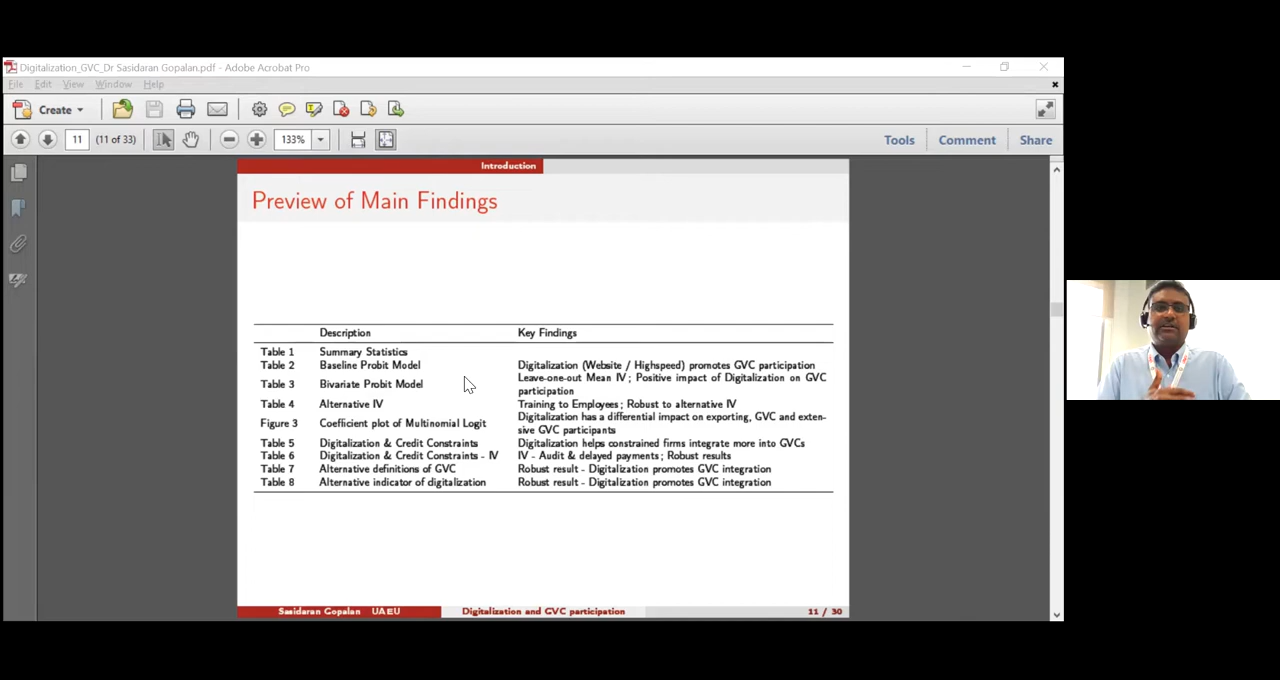 Digitalization_GVC_Dr Sasidaran Gopalan.pdf - Adobe Acrobat Pro
File Edit View Window Help
Create
11 (11 of 33) 133% Tools Comment Share
Introduction
Preview of Main Findings
Description Key Findings
Table 1 Summary Statistics
Table 2 Baseline Probit Model Digitalization (Website / Highspeed) promotes GVC participation
Table 3 Bivariate Probit Model Leave-one-out Mean IV ; Positive impact of Digitalization on GVC
participation
Table 4 Alternative IV Training to Employees ; Robust to alternative IV
Figure 3 Coefficient plot of Multinomial Logit Digitalization has a differential impact on exporting, GVC and exten-
sive GVC participants
Table 5 Digitalization & Credit Constraints Digitalization helps constrained firms integrate more into GVCs
Table 6 Digitalization & Credit Constraints - IV IV - Audit & delayed payments ; Robust results
Table 7 Alternative definitions of GVC Robust result - Digitalization promotes GVC integration
Table 8 Alternative indicator of digitalization Robust result - Digitalization promotes GVC integration
Sasidaran Gopalan UAEU Digitalization and GVC participation 11 / 30